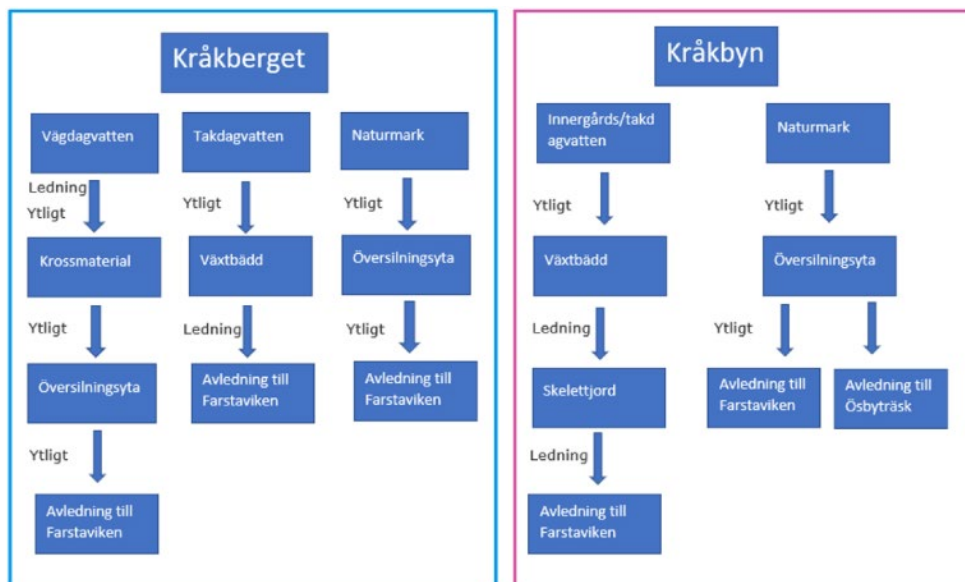 Kråkberget
Vägdagvatten
Ledning
Ytligt
Krossmaterial
Ytligt
Översilningsyta
Ytligt
Avledning till
Farstaviken
Takdagvatten
Ytligt
Växtbädd
Ledning
Avledning till
Farstaviken
Naturmark
Ytligt
Översilningsyta
Ytligt
Avledning till
Farstaviken
Kråkbyn
Innergårds/takd
agvatten
Ytligt
Växtbädd
Ledning
Skelettjord
Ledning
Avledning till
Farstaviken
Naturmark
Ytligt
Översilningsyta
Ytligt
Avledning till
Farstaviken
Avledning till
Ösbyträsk